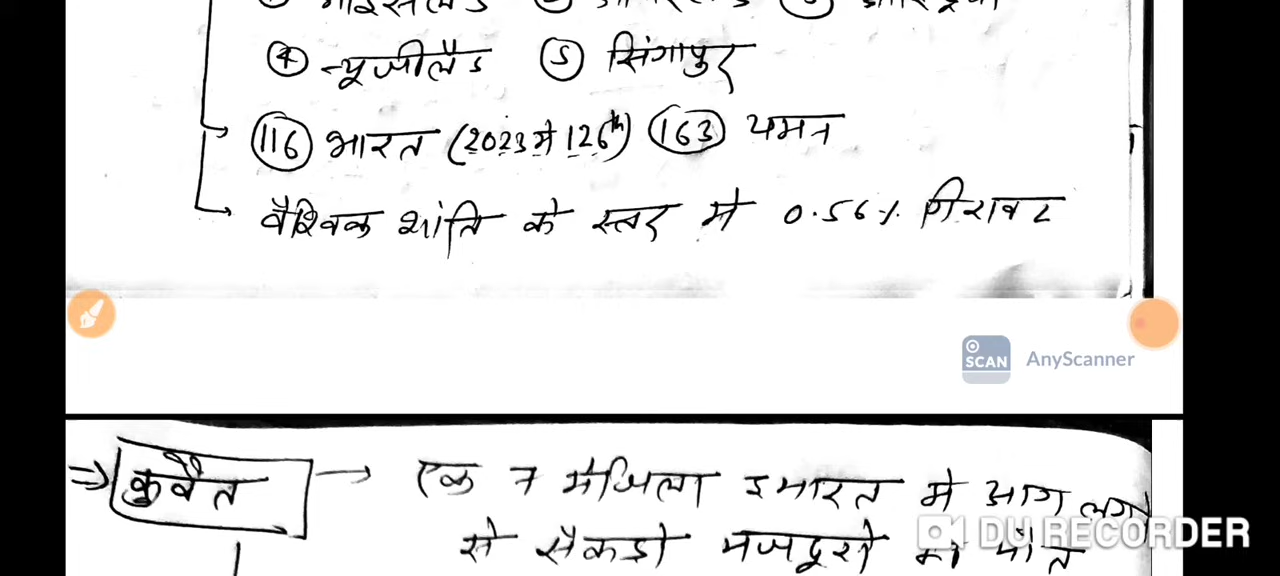 ④ न्यूजीलैंड ⑤ सिंगापुर
116 भारत (2023 मे 126th) 163 यमन
वैश्विक शांति के स्तर मे 0.56% गिरावट
SCAN AnyScanner
⇒ कुवैत → एक 7 मंजिला इमारत मे आग लगने
से सैकडो मजदूरो की मौत
DU RECORDER